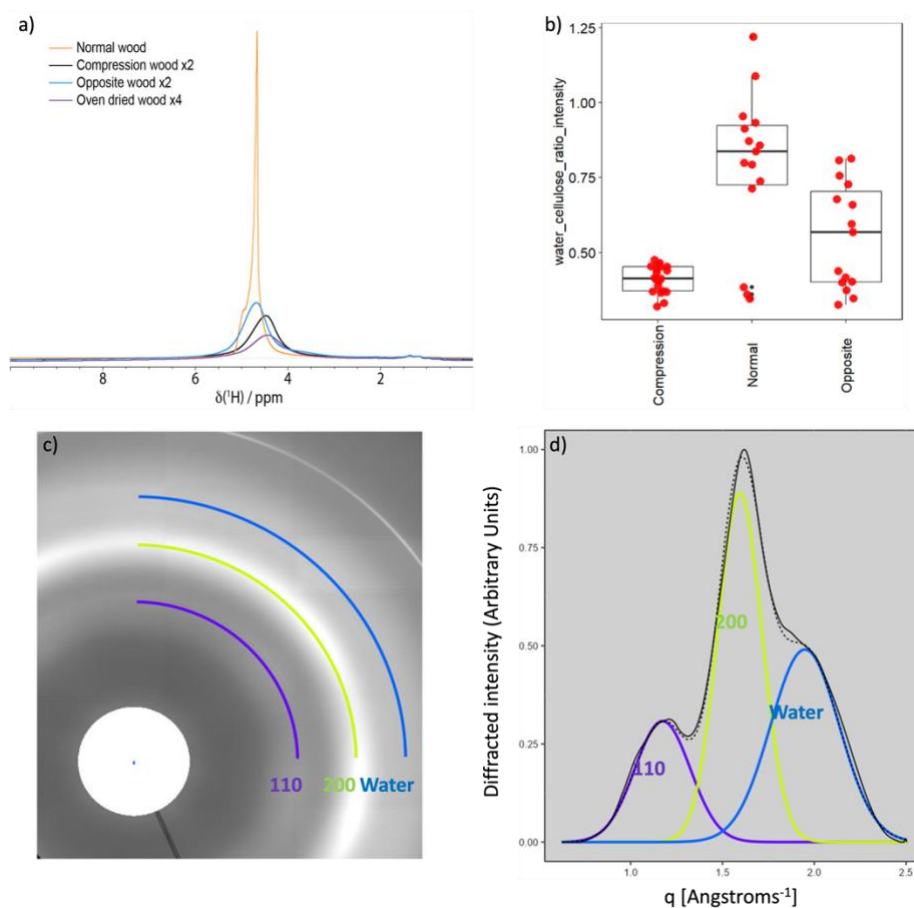 a)
Normal wood
Compression wood x2
Opposite wood x2
Oven dried wood x4
8 6 4 2
δ(¹H) / ppm
b)
water_cellulose_ratio_intensity
1.25
1.00
0.75
0.50
Compression
Normal
Opposite
c)
110 200 Water
d)
Diffracted intensity (Arbitrary Units)
1.00
0.75
0.50
0.25
0.00
200
Water
110
1.0 1.5 2.0 2.5
q [Angstroms⁻¹]